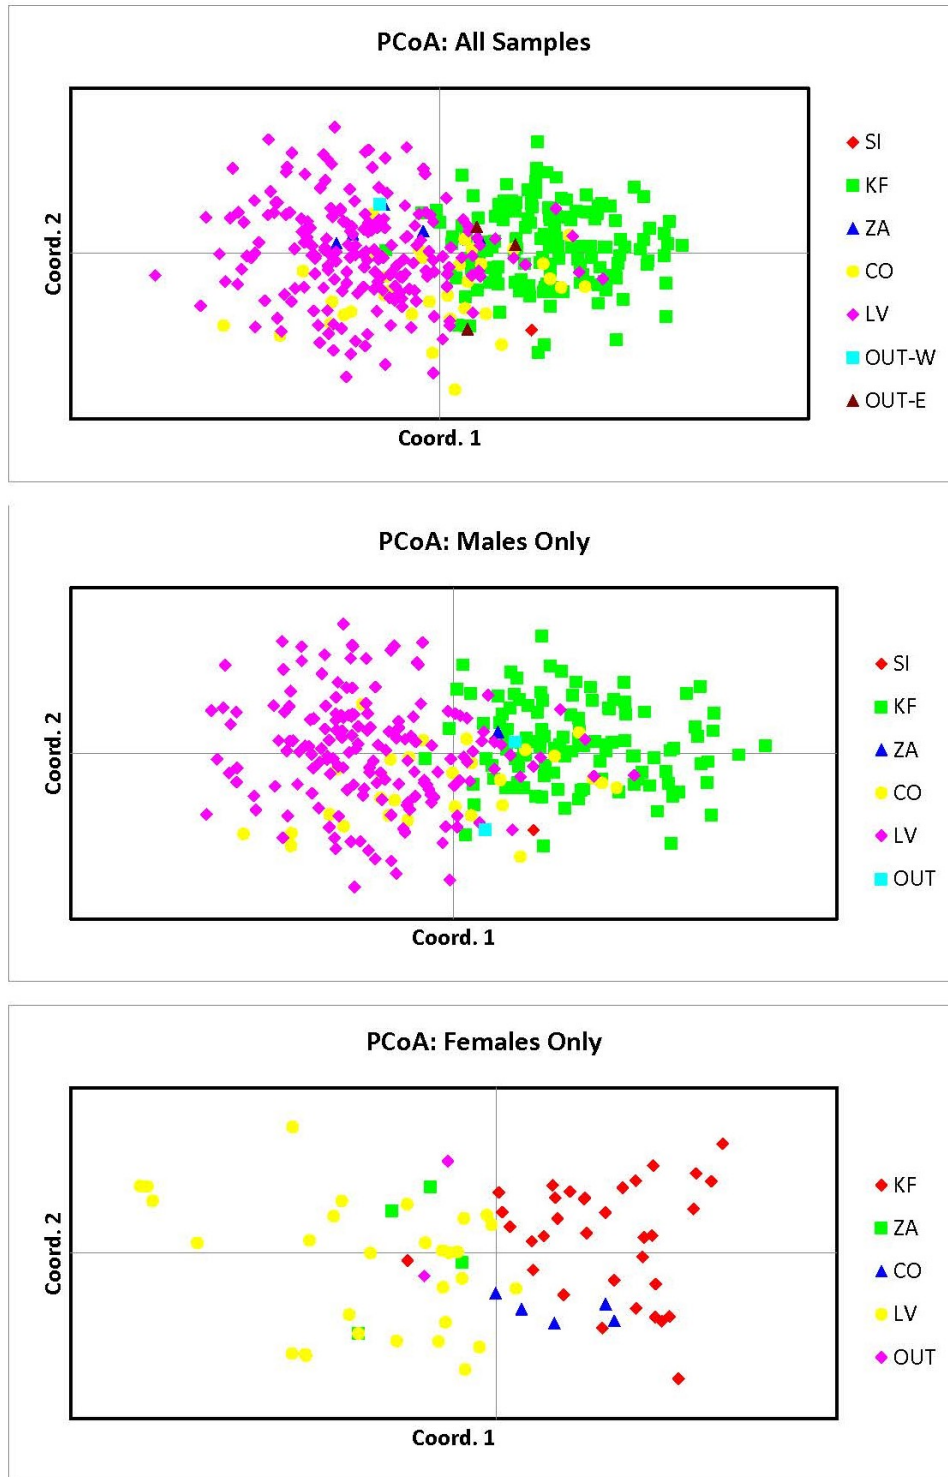 PCoA: All Samples
Coord. 2
Coord. 1
SI
KF
ZA
CO
LV
OUT-W
OUT-E
PCoA: Males Only
Coord. 2
Coord. 1
SI
KF
ZA
CO
LV
OUT
PCoA: Females Only
Coord. 2
Coord. 1
KF
ZA
CO
LV
OUT